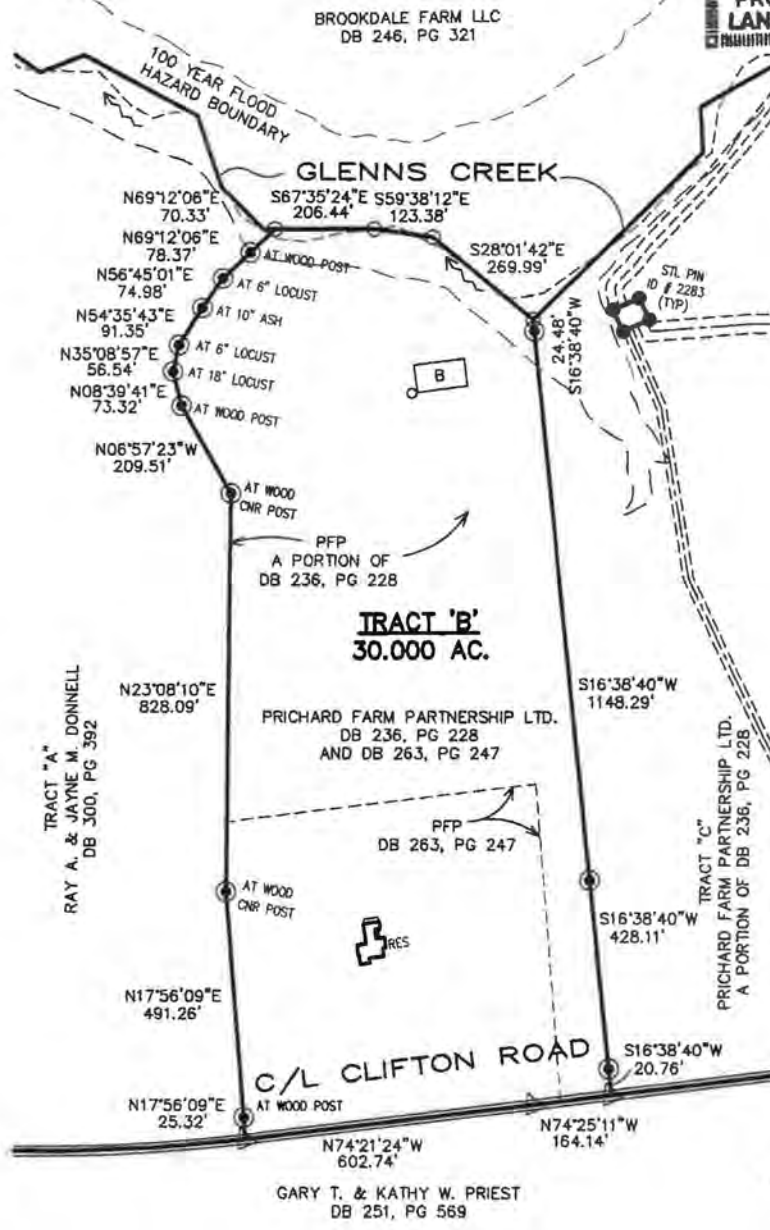 BROOKDALE FARM LLC
DB 246, PG 321
LAN
100 YEAR FLOOD
HAZARD BOUNDARY
GLENNS CREEK
N69°12'06"E
70.33'
S67°35'24"E
206.44'
S59°38'12"E
123.38'
N69°12'06"E
78.37'
AT WOOD POST
S28°01'42"E
269.99'
N56°45'01"E
74.98'
AT 6" LOCUST
STL PIN
ID # 2283
(TYP)
N54°35'43"E
91.35'
AT 10" ASH
24.48'
S16°38'40"W
N35°08'57"E
56.54'
AT 6" LOCUST
AT 18" LOCUST
B
N08°39'41"E
73.32'
AT WOOD POST
N06°57'23"W
209.51'
AT WOOD
CNR POST
PFP
A PORTION OF
DB 236, PG 228
TRACT 'B'
30.000 AC.
N23°08'10"E
828.09'
S16°38'40"W
1148.29'
PRICHARD FARM PARTNERSHIP LTD.
DB 236, PG 228
AND DB 263, PG 247
TRACT "A"
RAY A. & JAYNE M. DONNELL
DB 300, PG 392
PFP
DB 263, PG 247
TRACT "C"
PRICHARD FARM PARTNERSHIP LTD.
A PORTION OF DB 236, PG 228
AT WOOD
CNR POST
S16°38'40"W
428.11'
RES
N17°56'09"E
491.26'
C/L CLIFTON ROAD
S16°38'40"W
20.76'
N17°56'09"E
25.32'
AT WOOD POST
N74°21'24"W
602.74'
N74°25'11"W
164.14'
GARY T. & KATHY W. PRIEST
DB 251, PG 569